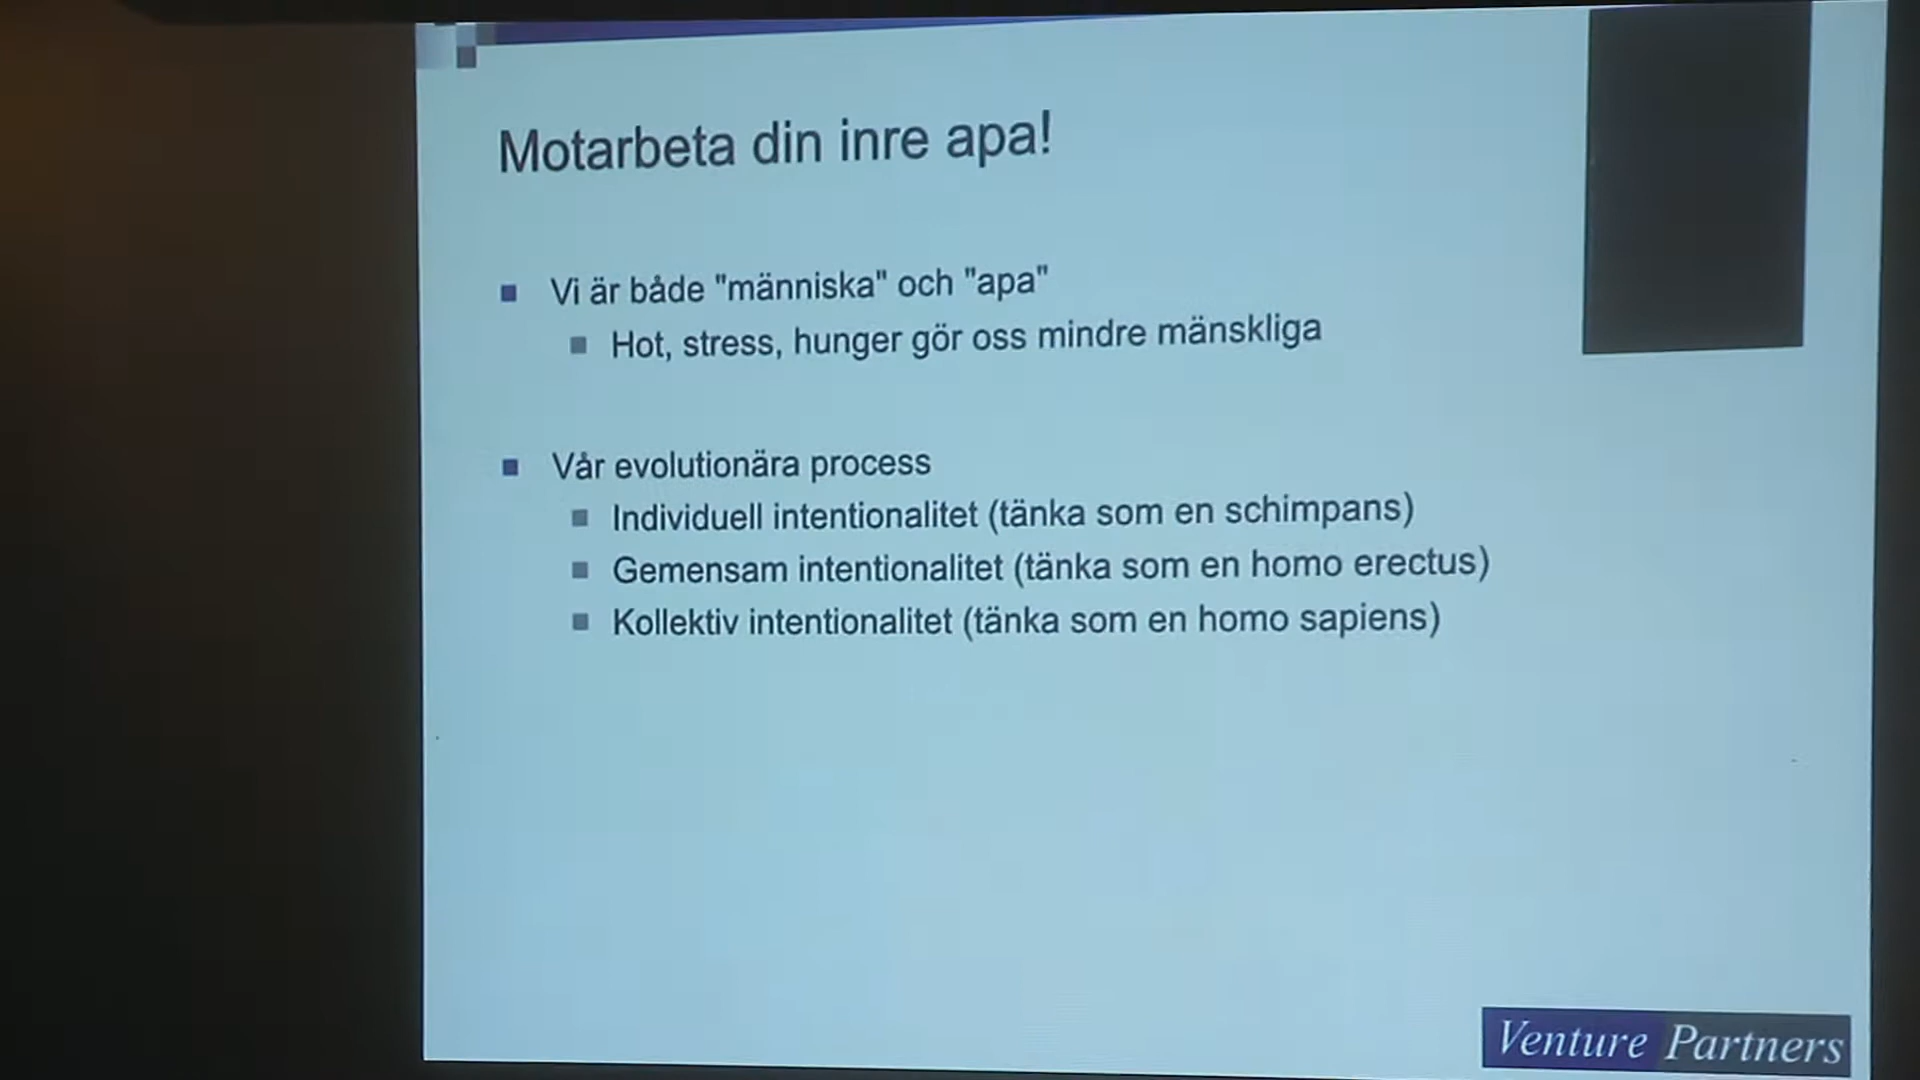 Motarbeta din inre apa!
Vi är både "människa" och "apa"
Hot, stress, hunger gör oss mindre mänskliga
Vår evolutionära process
Individuell intentionalitet (tänka som en schimpans)
Gemensam intentionalitet (tänka som en homo erectus)
Kollektiv intentionalitet (tänka som en homo sapiens)
Venture Partners